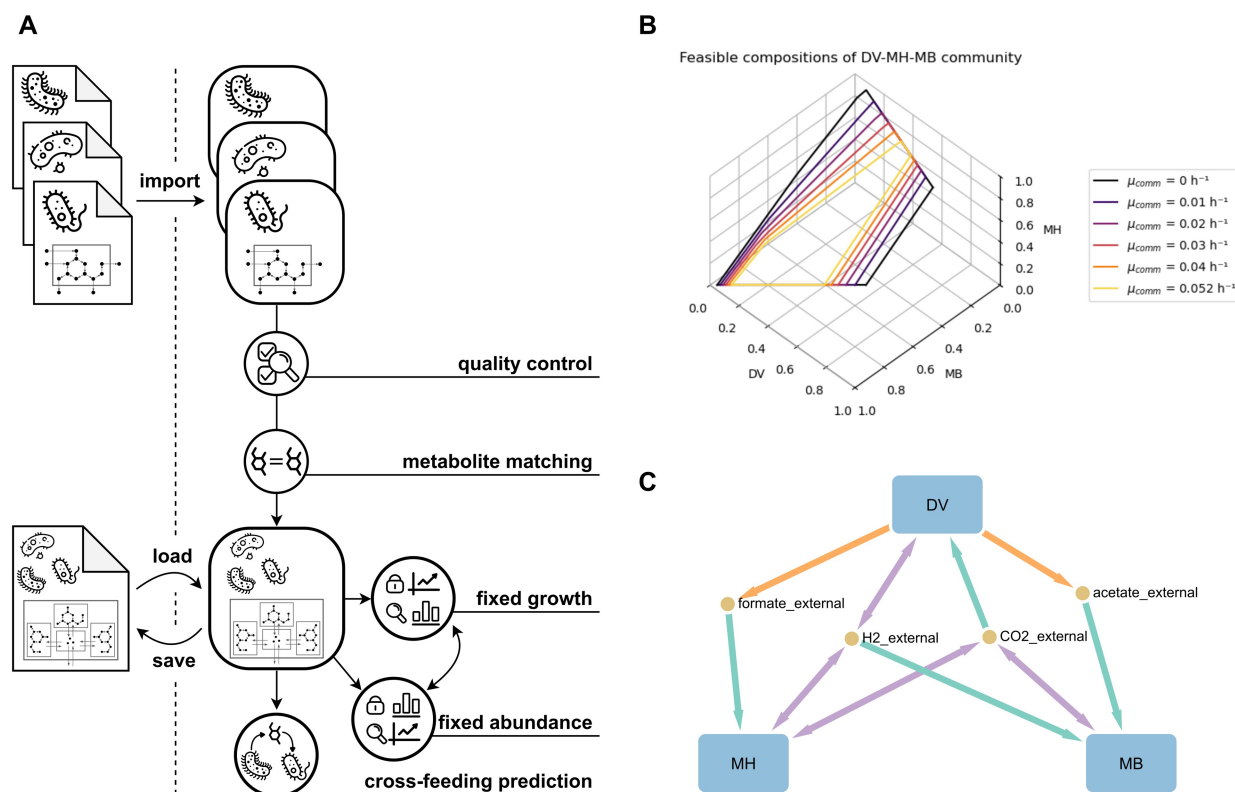 A
import
quality control
metabolite matching
load
save
fixed growth
fixed abundance
cross-feeding prediction
B
Feasible compositions of DV-MH-MB community
1.0
0.8
0.6
0.4
0.2
0.0
MH
0.0
0.2
0.4
0.6
0.8
1.0
DV
0.0
0.2
0.4
0.6
0.8
1.0
MB
μcomm = 0 h⁻¹
μcomm = 0.01 h⁻¹
μcomm = 0.02 h⁻¹
μcomm = 0.03 h⁻¹
μcomm = 0.04 h⁻¹
μcomm = 0.052 h⁻¹
C
DV
formate_external
acetate_external
H2_external
CO2_external
MH
MB